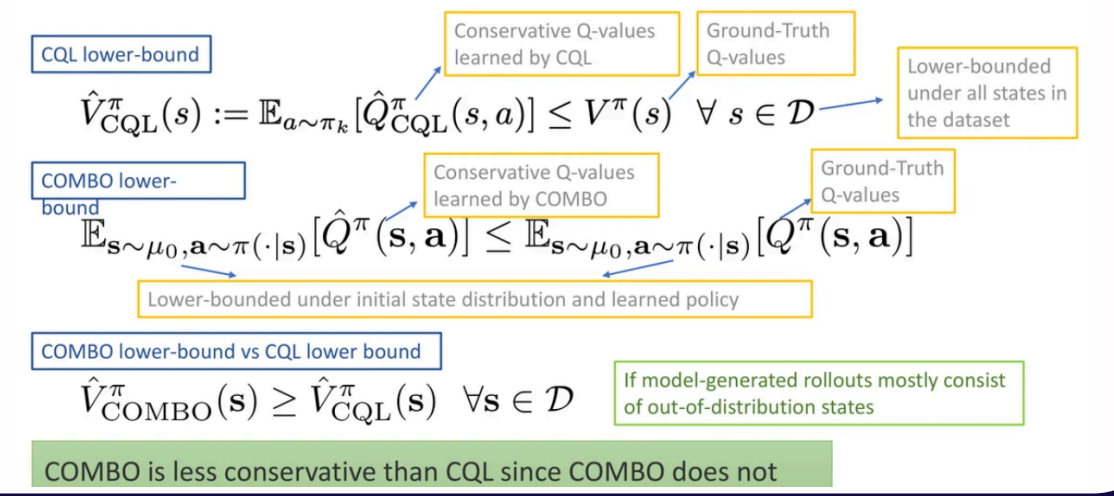 Conservative Q-values
learned by CQL
Ground-Truth
Q-values
CQL lower-bound
Lower-bounded
under all states in
the dataset
V̂^π_CQL(s) := 𝔼_{a∼π_k}[Q̂^π_CQL(s, a)] ≤ V^π(s) ∀ s ∈ 𝒟
COMBO lower-
bound
Conservative Q-values
learned by COMBO
Ground-Truth
Q-values
𝔼_{s∼μ_0,a∼π(·|s)}[Q̂^π(s, a)] ≤ 𝔼_{s∼μ_0,a∼π(·|s)}[Q^π(s, a)]
Lower-bounded under initial state distribution and learned policy
COMBO lower-bound vs CQL lower bound
V̂^π_COMBO(s) ≥ V̂^π_CQL(s) ∀s ∈ 𝒟
If model-generated rollouts mostly consist
of out-of-distribution states
COMBO is less conservative than CQL since COMBO does not